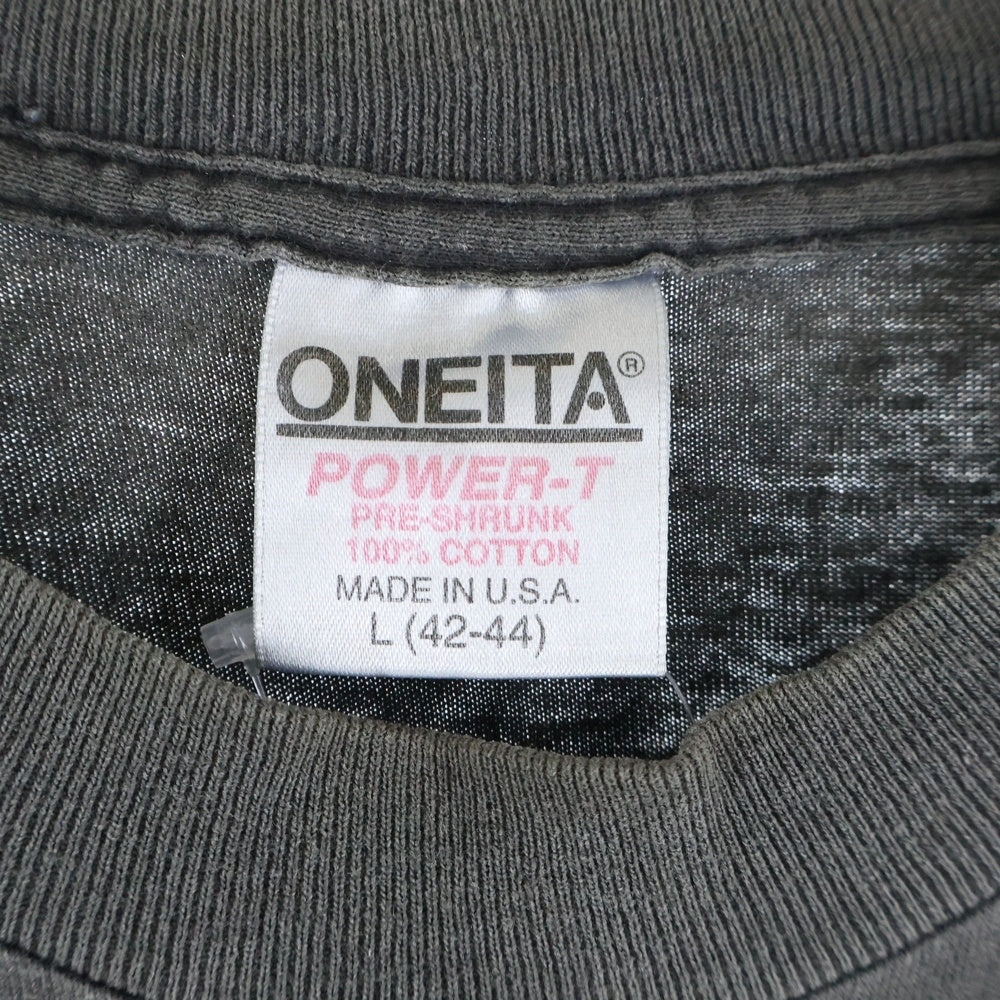 ONEITA®
POWER-T
PRE-SHRUNK
100% COTTON
MADE IN U.S.A.
L (42-44)